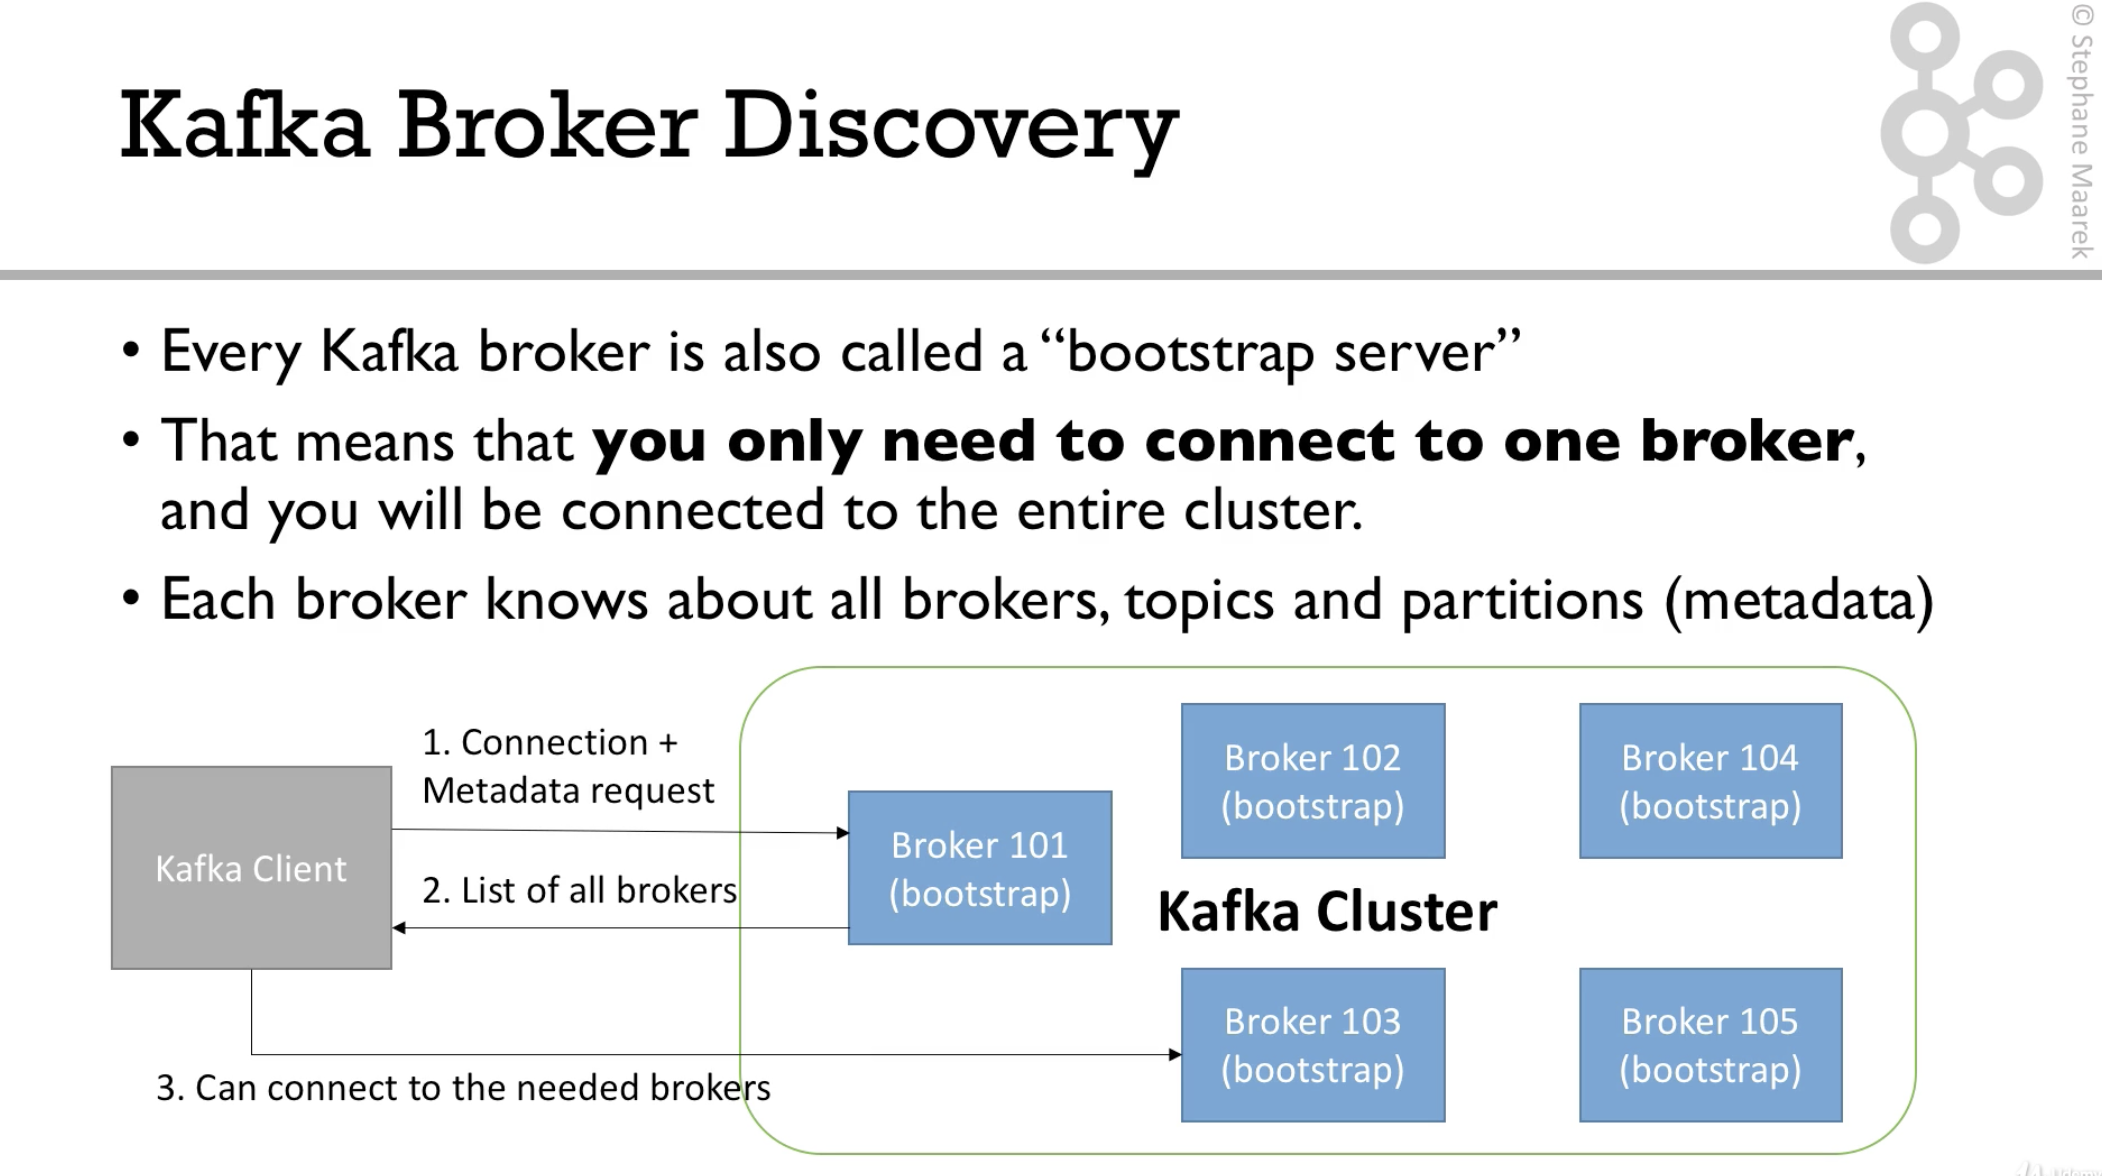 © Stephane Maarek
Kafka Broker Discovery
• Every Kafka broker is also called a “bootstrap server”
• That means that you only need to connect to one broker,
and you will be connected to the entire cluster.
• Each broker knows about all brokers, topics and partitions (metadata)
Kafka Client
1. Connection +
Metadata request
2. List of all brokers
3. Can connect to the needed brokers
Broker 101
(bootstrap)
Broker 102
(bootstrap)
Broker 104
(bootstrap)
Kafka Cluster
Broker 103
(bootstrap)
Broker 105
(bootstrap)